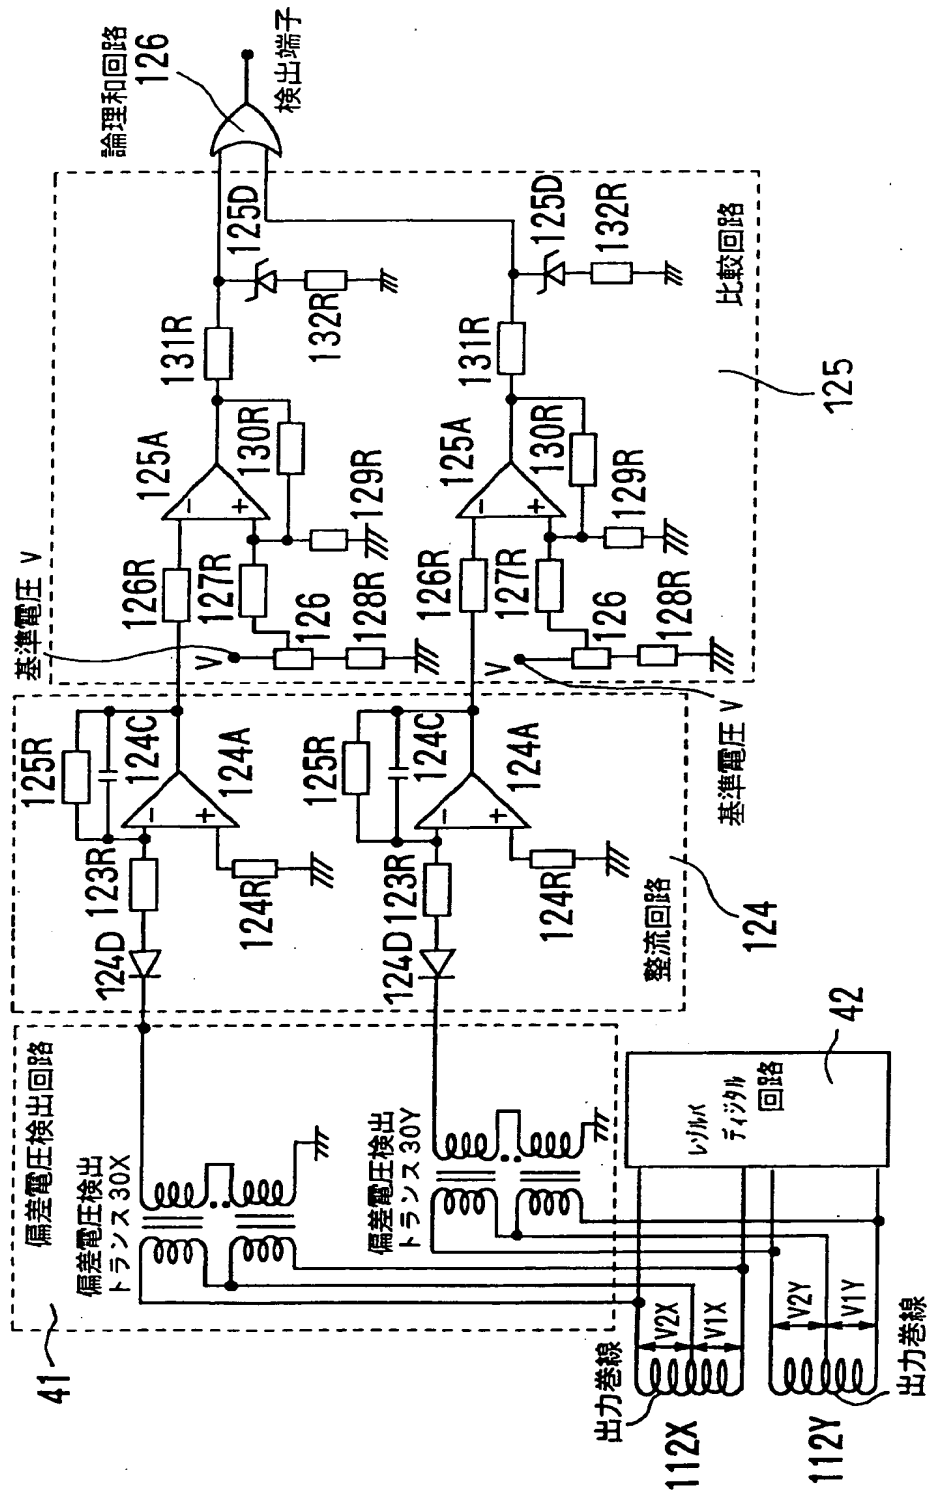 論理和回路
126
検出端子
基準電圧 V
V
126R
127R
126
128R
125A
−
+
130R
129R
131R
125D
132R
126R
127R
V
126
128R
125A
−
+
130R
129R
131R
125D
132R
比較回路
125
基準電圧 V
125R
124C
123R
124D
−
+
124A
124R
125R
124C
123R
124D
−
+
124A
124R
整流回路
124
偏差電圧検出回路
41
偏差電圧検出
トランス30X
偏差電圧検出
トランス30Y
レゾルバ
ディジタル
回路
42
V2X
V1X
V2Y
V1Y
出力巻線
112X
112Y
出力巻線